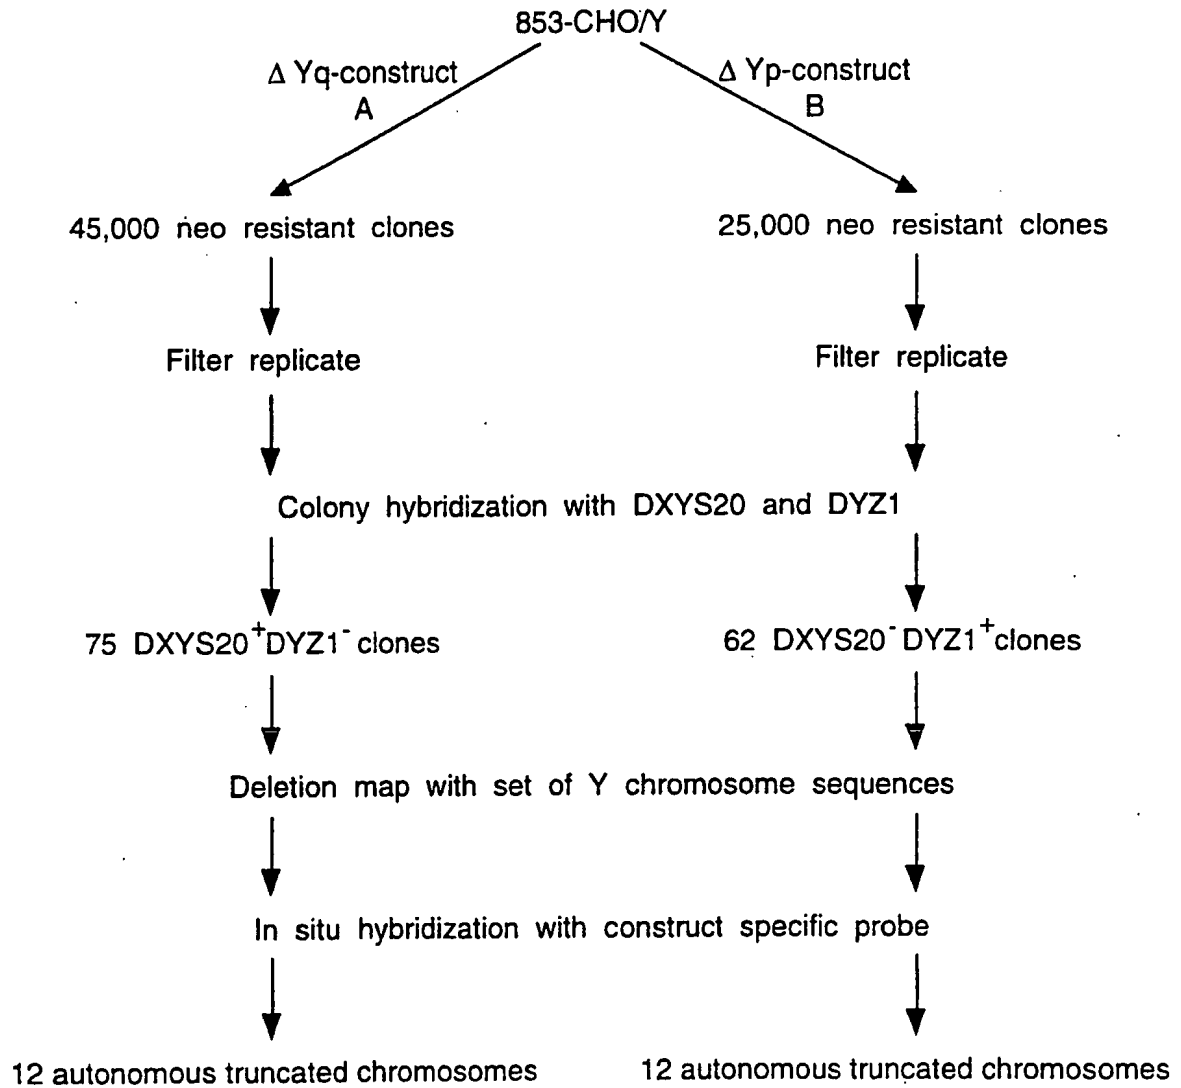 853-CHO/Y
Δ Yq-construct
A
Δ Yp-construct
B
45,000 neo resistant clones
25,000 neo resistant clones
Filter replicate
Filter replicate
Colony hybridization with DXYS20 and DYZ1
75 DXYS20⁺DYZ1⁻ clones
62 DXYS20⁻ DYZ1⁺ clones
Deletion map with set of Y chromosome sequences
In situ hybridization with construct specific probe
12 autonomous truncated chromosomes
12 autonomous truncated chromosomes